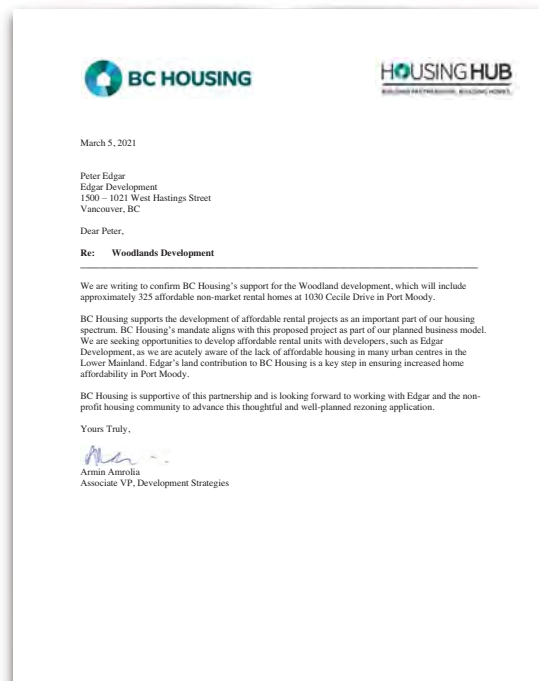 BC HOUSING
HOUSING HUB
BUILDING PARTNERSHIPS, BUILDING HOMES.
March 5, 2021
Peter Edgar
Edgar Development
1500 – 1021 West Hastings Street
Vancouver, BC
Dear Peter,
Re: Woodlands Development
We are writing to confirm BC Housing's support for the Woodland development, which will include
approximately 325 affordable non-market rental homes at 1030 Cecile Drive in Port Moody.
BC Housing supports the development of affordable rental projects as an important part of our housing
spectrum. BC Housing's mandate aligns with this proposed project as part of our planned business model.
We are seeking opportunities to develop affordable rental units with developers, such as Edgar
Development, as we are acutely aware of the lack of affordable housing in many urban centres in the
Lower Mainland. Edgar's land contribution to BC Housing is a key step in ensuring increased home
affordability in Port Moody.
BC Housing is supportive of this partnership and is looking forward to working with Edgar and the non-
profit housing community to advance this thoughtful and well-planned rezoning application.
Yours Truly,
Armin Amrolia
Associate VP, Development Strategies